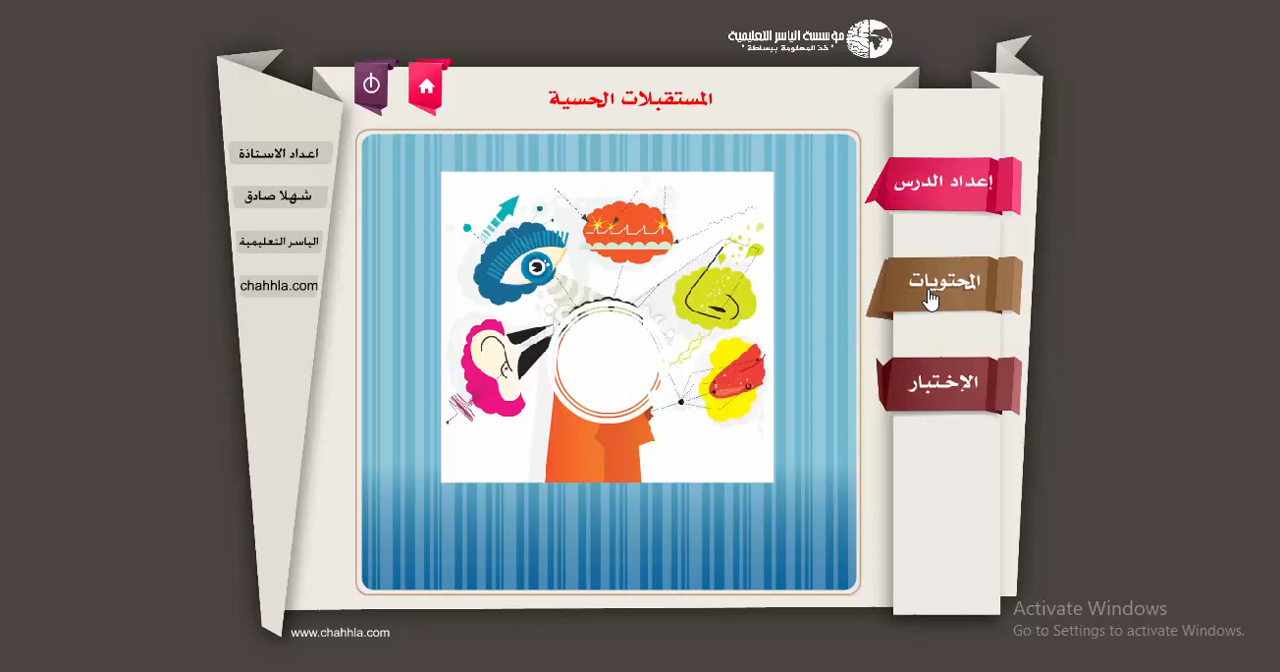 مؤسسة الياسر التعليمية
"خذ المعلومة ببساطة"
المستقبلات الحسية
إعداد الدرس
المحتويات
الإختبار
اعداد الاستاذة
شهلا صادق
الياسر التعليمية
chahhla.com
www.chahhla.com
Activate Windows
Go to Settings to activate Windows.